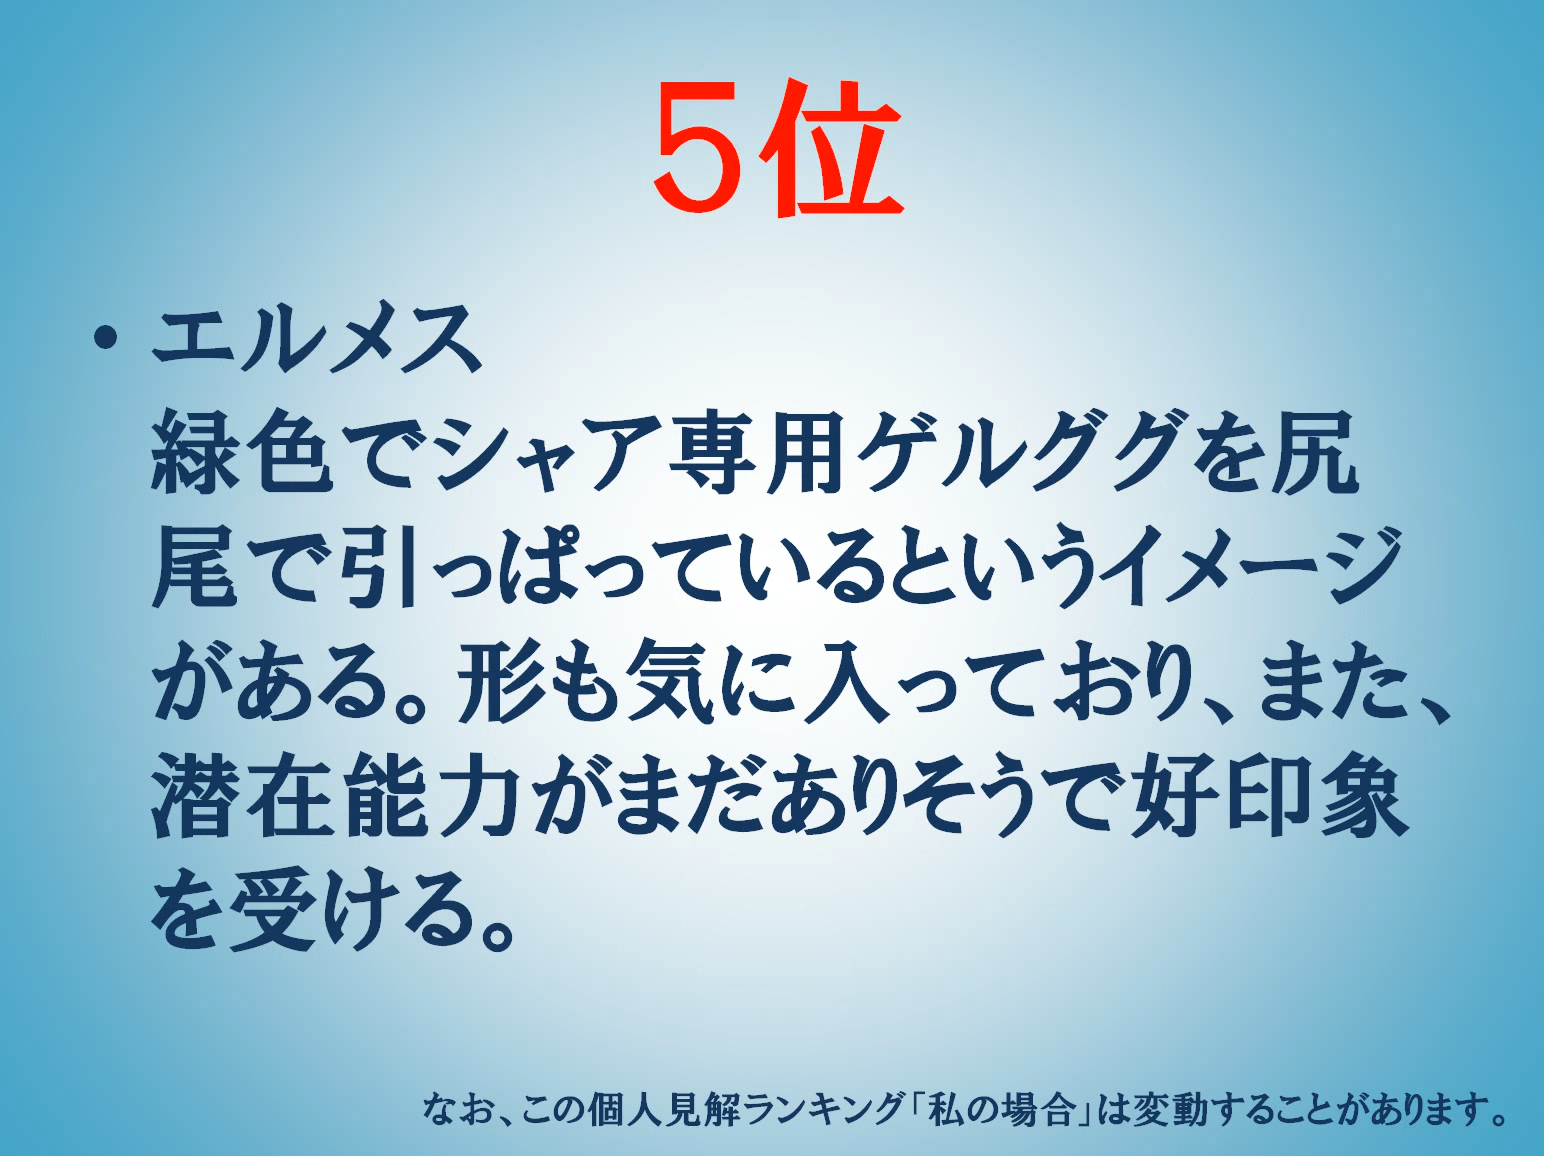 5位
• エルメス
緑色でシャア専用ゲルググを尻
尾で引っぱっているというイメージ
がある。形も気に入っており、また、
潜在能力がまだありそうで好印象
を受ける。
なお、この個人見解ランキング「私の場合」は変動することがあります。